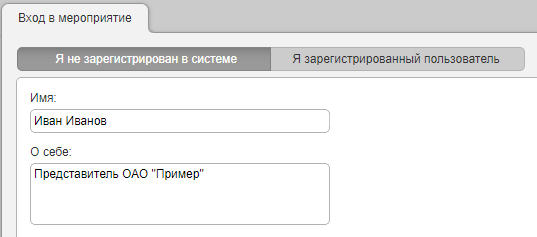 Вход в мероприятие
Я не зарегистрирован в системе
Я зарегистрированный пользователь
Имя:
Иван Иванов
О себе:
Представитель ОАО "Пример"